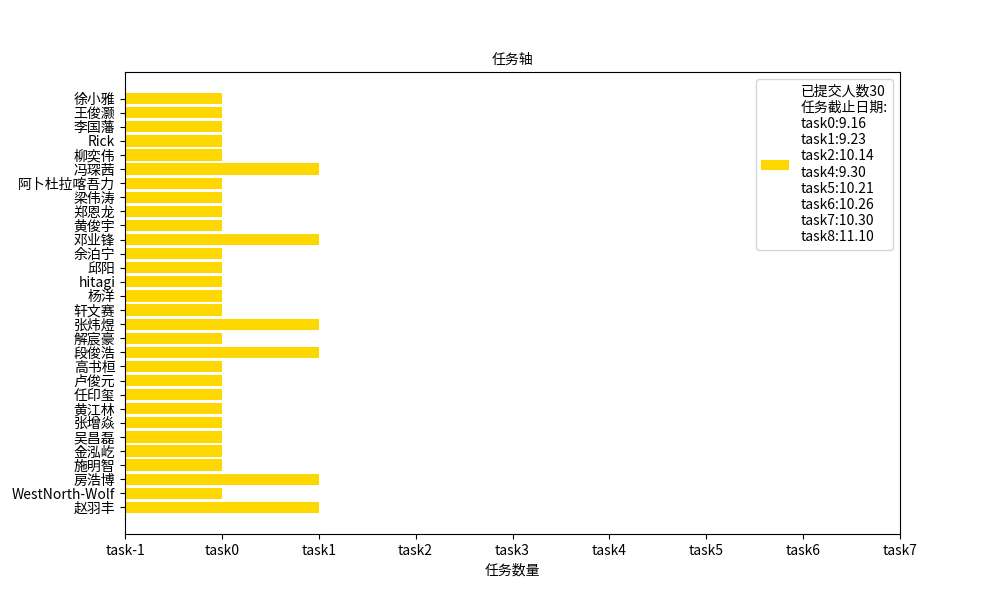 任务轴
徐小雅
王俊灏
李国藩
Rick
柳奕伟
冯琛茜
阿卜杜拉喀吾力
梁伟涛
郑恩龙
黄俊宇
邓业锋
余泊宁
邱阳
hitagi
杨洋
轩文赛
张炜煜
解宸豪
段俊浩
高书桓
卢俊元
任印玺
黄江林
张增焱
吴昌磊
金泓屹
施明智
房浩博
WestNorth-Wolf
赵羽丰
已提交人数30
任务截止日期:
task0:9.16
task1:9.23
task2:10.14
task4:9.30
task5:10.21
task6:10.26
task7:10.30
task8:11.10
task-1 task0 task1 task2 task3 task4 task5 task6 task7
任务数量